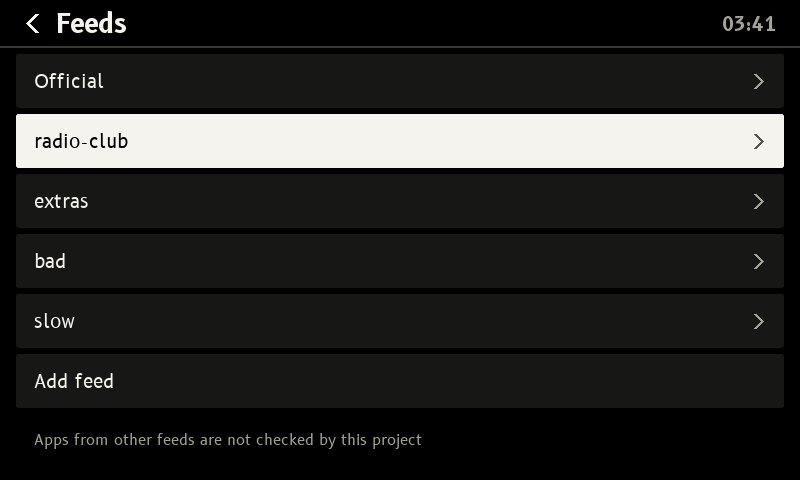 Feeds
03:41
Official
radio-club
extras
bad
slow
Add feed
Apps from other feeds are not checked by this project